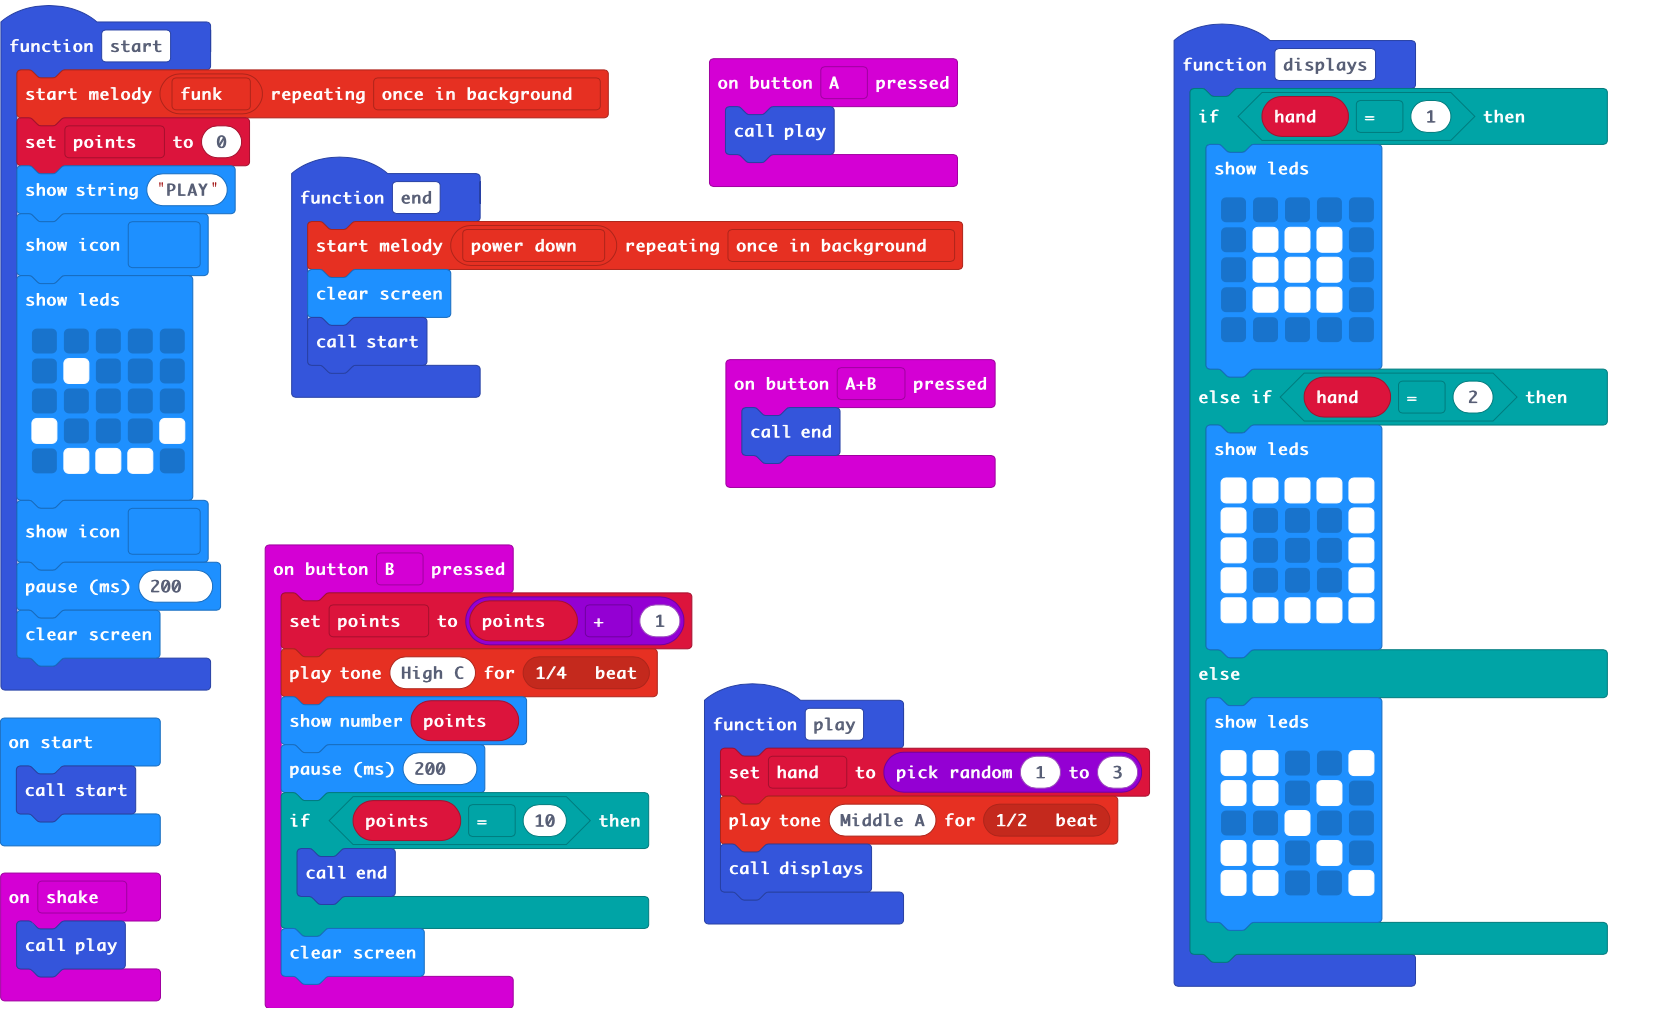 function start
start melody funk repeating once in background
set points to 0
show string "PLAY"
show icon
show leds
show icon
pause (ms) 200
clear screen
on start
call start
on shake
call play
function end
start melody power down repeating once in background
clear screen
call start
on button B pressed
set points to points + 1
play tone High C for 1/4 beat
show number points
pause (ms) 200
if points = 10 then
call end
clear screen
on button A pressed
call play
on button A+B pressed
call end
function play
set hand to pick random 1 to 3
play tone Middle A for 1/2 beat
call displays
function displays
if hand = 1 then
show leds
else if hand = 2 then
show leds
else
show leds